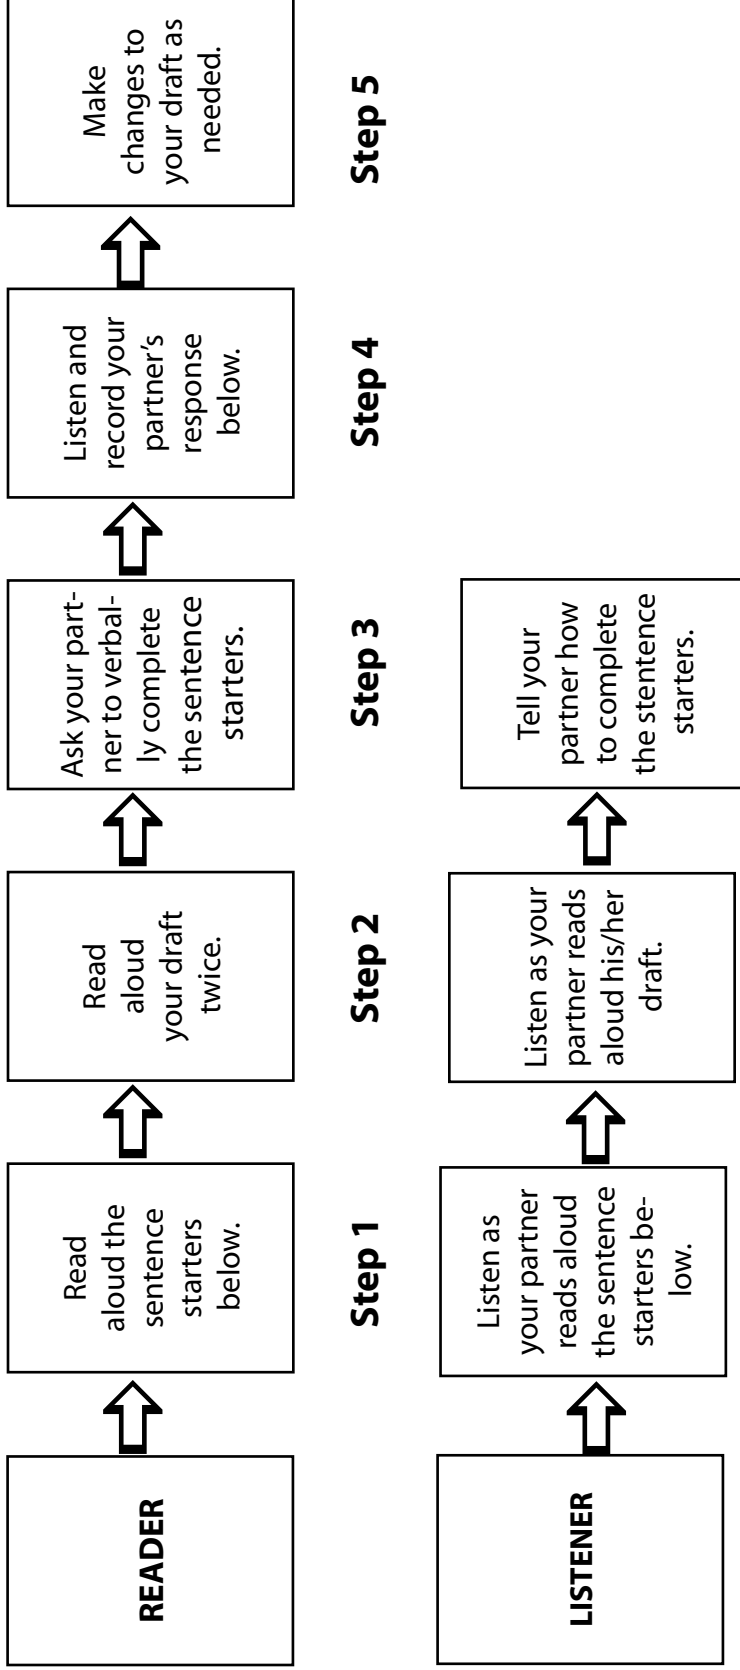 READER
Read
aloud the
sentence
starters
below.
Read
aloud
your draft
twice.
Ask your part-
ner to verbal-
ly complete
the sentence
starters.
Listen and
record your
partner's
response
below.
Make
changes to
your draft as
needed.
Step 1
Step 2
Step 3
Step 4
Step 5
LISTENER
Listen as
your partner
reads aloud
the sentence
starters be-
low.
Listen as your
partner reads
aloud his/her
draft.
Tell your
partner how
to complete
the stentence
starters.